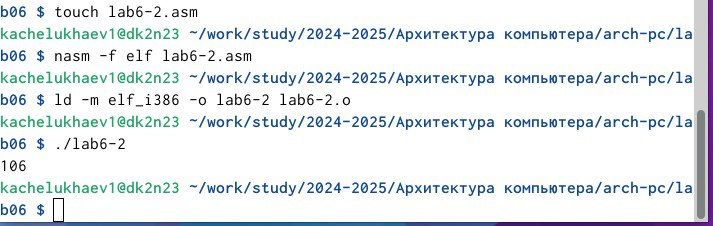 b06 $ touch lab6-2.asm
kachelukhaev1@dk2n23 ~/work/study/2024-2025/Архитектура компьютера/arch-pc/la
b06 $ nasm -f elf lab6-2.asm
kachelukhaev1@dk2n23 ~/work/study/2024-2025/Архитектура компьютера/arch-pc/la
b06 $ ld -m elf_i386 -o lab6-2 lab6-2.o
kachelukhaev1@dk2n23 ~/work/study/2024-2025/Архитектура компьютера/arch-pc/la
b06 $ ./lab6-2
106
kachelukhaev1@dk2n23 ~/work/study/2024-2025/Архитектура компьютера/arch-pc/la
b06 $